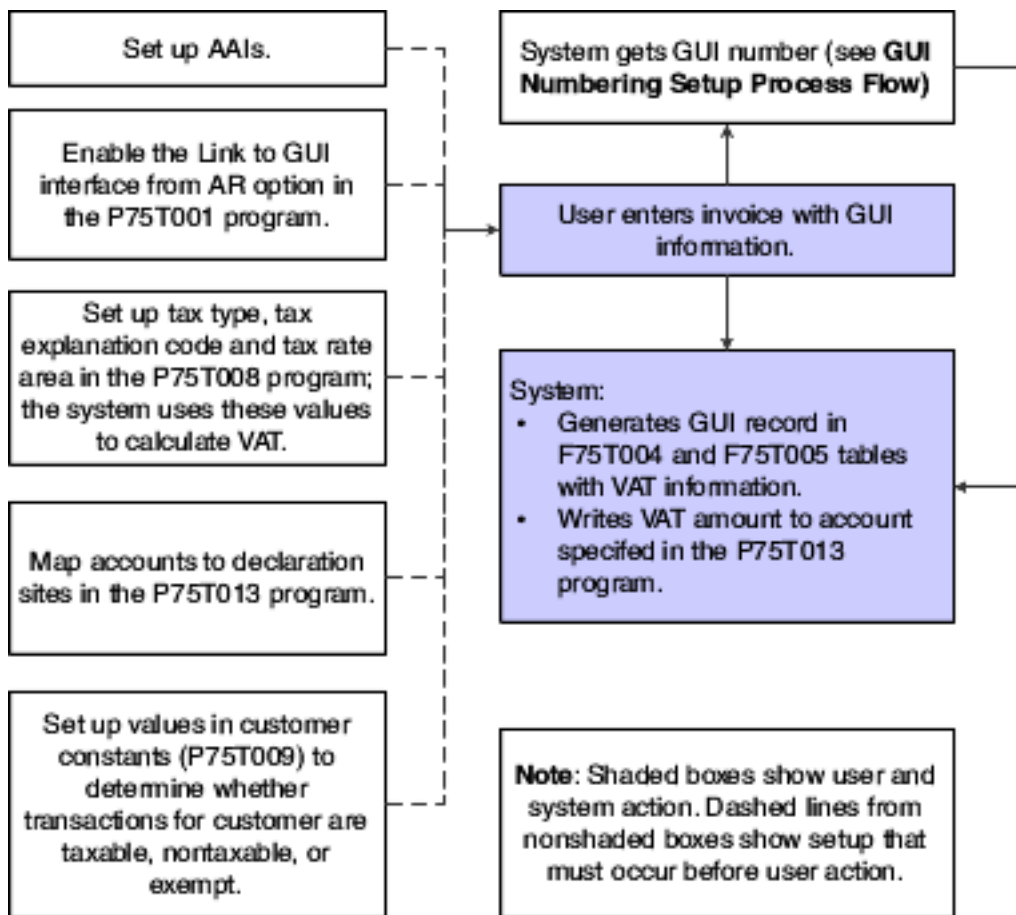 Set up AAIs.
Enable the Link to GUI
interface from AR option in
the P75T001 program.
Set up tax type, tax
explanation code and tax rate
area in the P75T008 program;
the system uses these values
to calculate VAT.
Map accounts to declaration
sites in the P75T013 program.
Set up values in customer
constants (P75T009) to
determine whether
transactions for customer are
taxable, nontaxable, or
exempt.
System gets GUI number (see GUI
Numbering Setup Process Flow)
User enters invoice with GUI
information.
System:
• Generates GUI record in
F75T004 and F75T005 tables
with VAT information.
• Writes VAT amount to account
specifed in the P75T013
program.
Note: Shaded boxes show user and
system action. Dashed lines from
nonshaded boxes show setup that
must occur before user action.